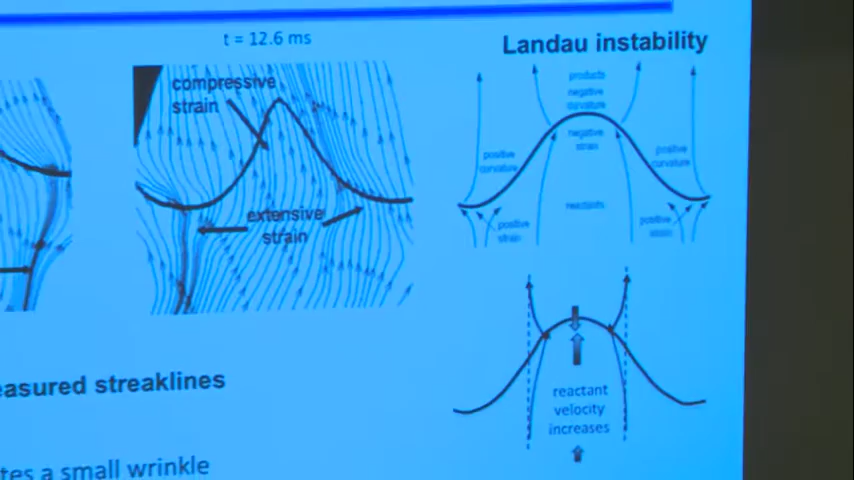 t = 12.6 ms
Landau instability
compressive
strain
extensive
strain
products
negative
curvature
negative
strain
positive
curvature
positive
curvature
reactants
positive
strain
positive
strain
reactant
velocity
increases
easured streaklines
tes a small wrinkle